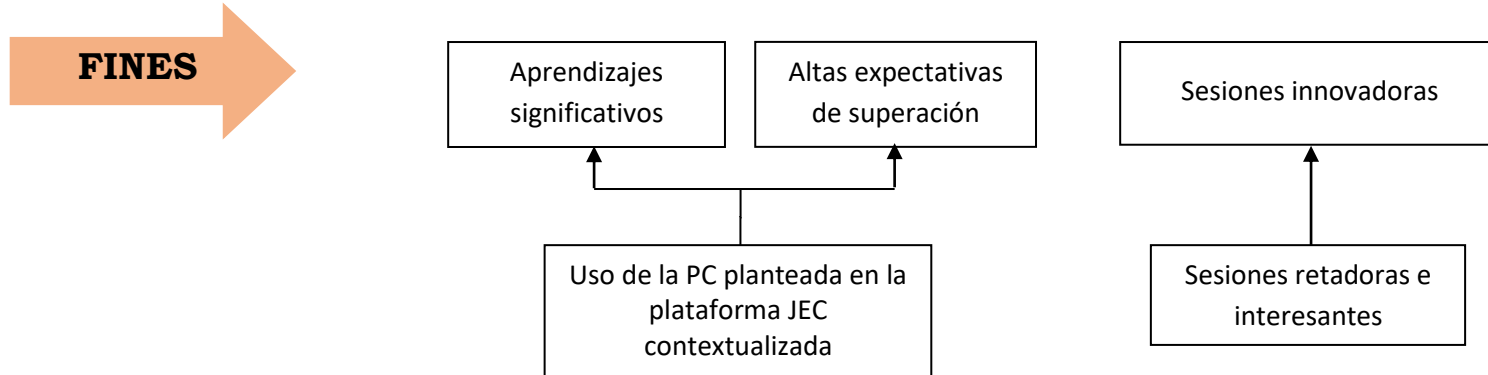 FINES
Aprendizajes
significativos
Altas expectativas
de superación
Sesiones innovadoras
Uso de la PC planteada en la
plataforma JEC
contextualizada
Sesiones retadoras e
interesantes